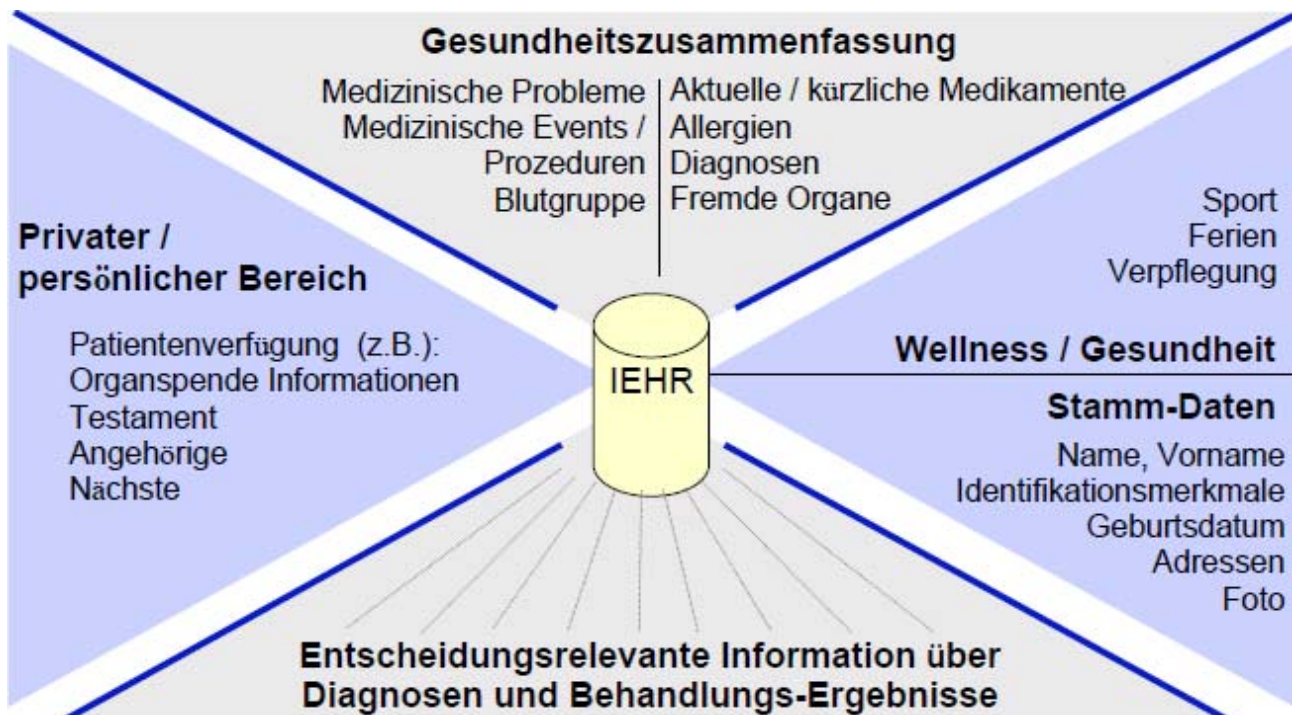 Gesundheitszusammenfassung
Medizinische Probleme
Medizinische Events /
Prozeduren
Blutgruppe
Aktuelle / kürzliche Medikamente
Allergien
Diagnosen
Fremde Organe
Privater /
persönlicher Bereich
Patientenverfügung (z.B.):
Organspende Informationen
Testament
Angehörige
Nächste
IEHR
Sport
Ferien
Verpflegung
Wellness / Gesundheit
Stamm-Daten
Name, Vorname
Identifikationsmerkmale
Geburtsdatum
Adressen
Foto
Entscheidungsrelevante Information über
Diagnosen und Behandlungs-Ergebnisse